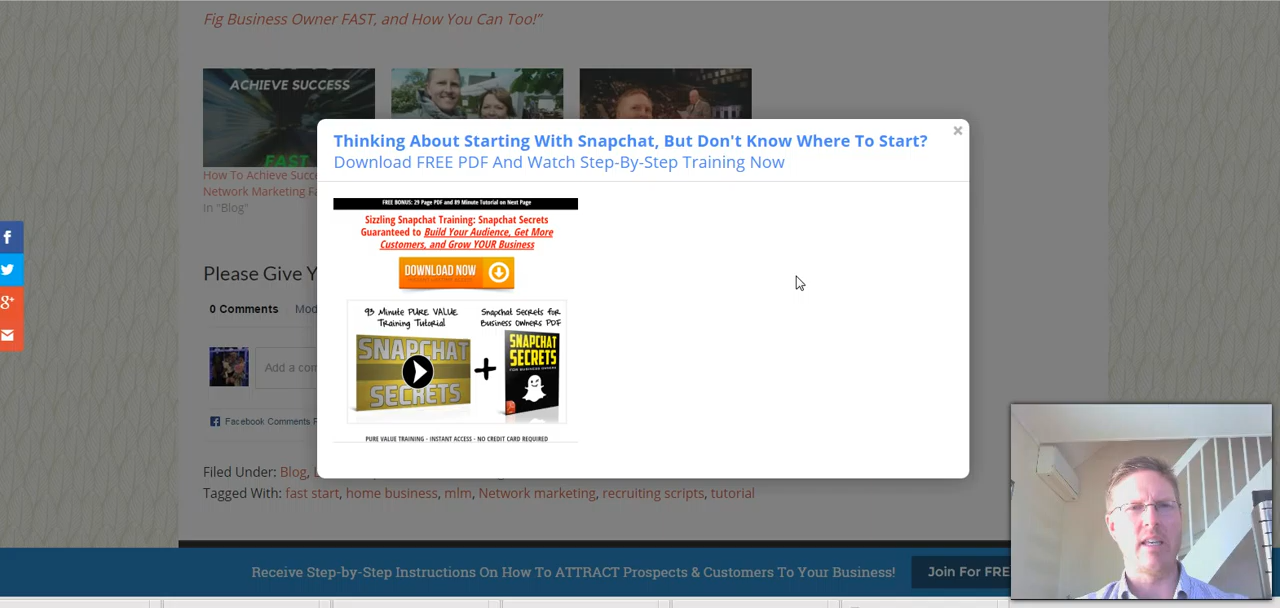 Fig Business Owner FAST, and How You Can Too!"
ACHIEVE SUCCESS
FAST
How To Achieve Succe
Network Marketing Fa
In "Blog"
Thinking About Starting With Snapchat, But Don't Know Where To Start?
Download FREE PDF And Watch Step-By-Step Training Now
FREE BONUS: 29 Page PDF and 89 Minute Tutorial on Next Page
Sizzling Snapchat Training: Snapchat Secrets
Guaranteed to Build Your Audience, Get More
Customers, and Grow YOUR Business
DOWNLOAD NOW
93 Minute PURE VALUE
Training Tutorial
Snapchat Secrets for
Business Owners PDF
SNAPCHAT
SECRETS
+
SNAPCHAT
SECRETS
FOR BUSINESS OWNERS
PURE VALUE TRAINING - INSTANT ACCESS - NO CREDIT CARD REQUIRED
Please Give Y
0 Comments Mod
Add a com
Facebook Comments P
Filed Under: Blog,
Tagged With: fast start, home business, mlm, Network marketing, recruiting scripts, tutorial
Receive Step-by-Step Instructions On How To ATTRACT Prospects & Customers To Your Business!
Join For FRE